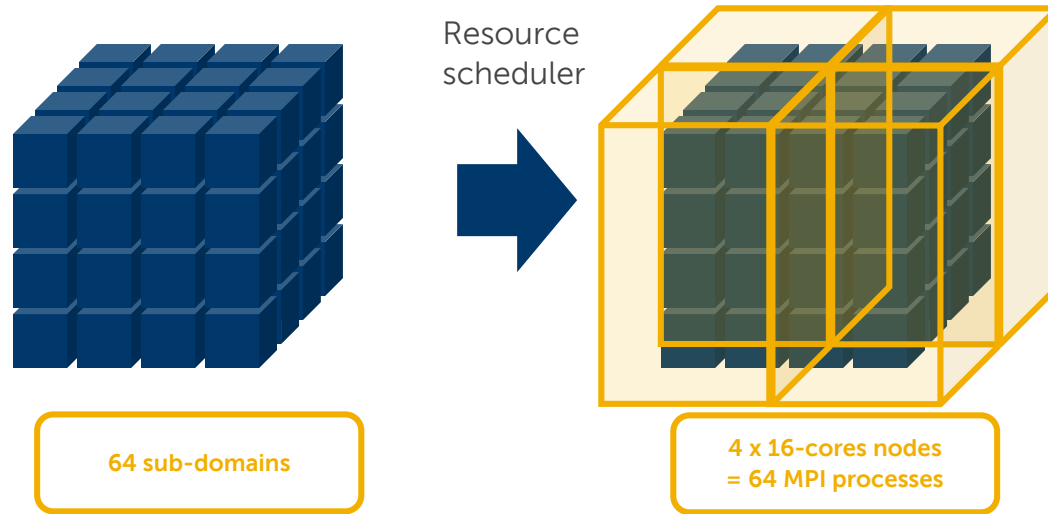 Resource
scheduler
64 sub-domains
4 x 16-cores nodes
= 64 MPI processes